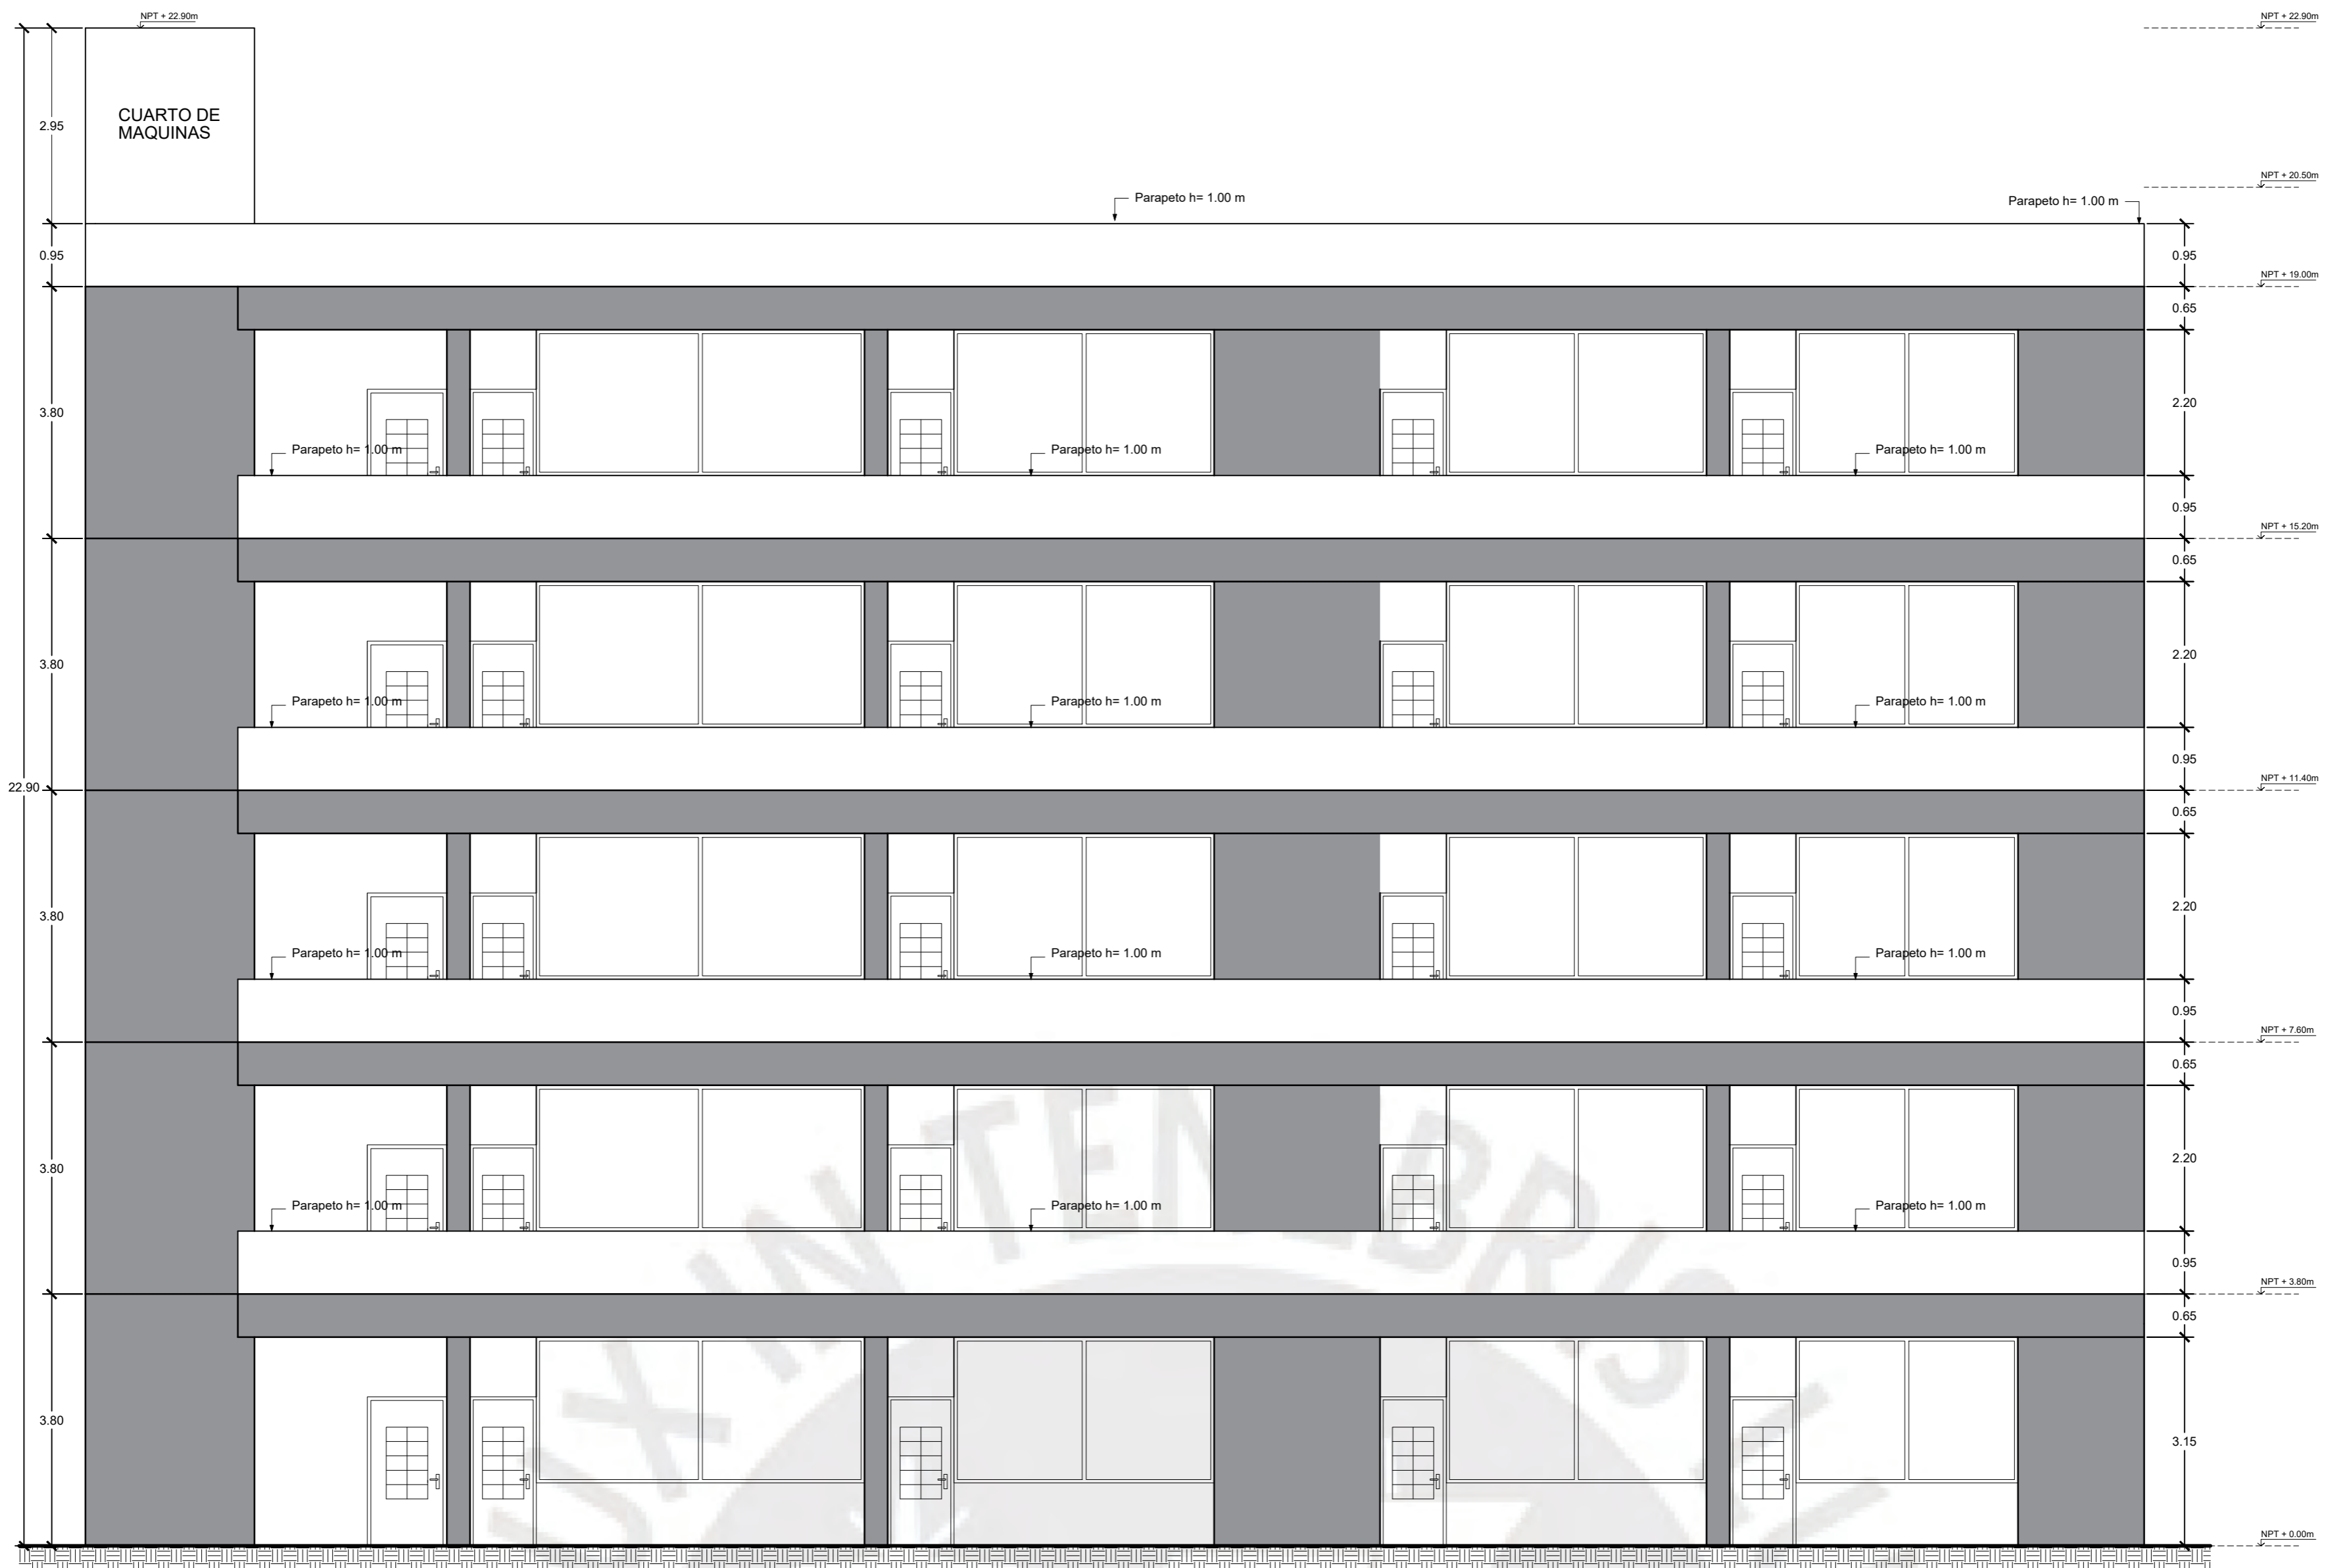 NPT + 22.90m
NPT + 22.90m
CUARTO DE
MAQUINAS
2.95
NPT + 20.50m
Parapeto h= 1.00 m
Parapeto h= 1.00 m
0.95
0.95
NPT + 19.00m
0.65
3.80
2.20
Parapeto h= 1.00 m
Parapeto h= 1.00 m
Parapeto h= 1.00 m
0.95
NPT + 15.20m
0.65
3.80
2.20
Parapeto h= 1.00 m
Parapeto h= 1.00 m
Parapeto h= 1.00 m
0.95
NPT + 11.40m
22.90
0.65
3.80
2.20
Parapeto h= 1.00 m
Parapeto h= 1.00 m
Parapeto h= 1.00 m
0.95
NPT + 7.60m
0.65
3.80
2.20
Parapeto h= 1.00 m
Parapeto h= 1.00 m
Parapeto h= 1.00 m
0.95
NPT + 3.80m
0.65
3.80
3.15
NPT + 0.00m